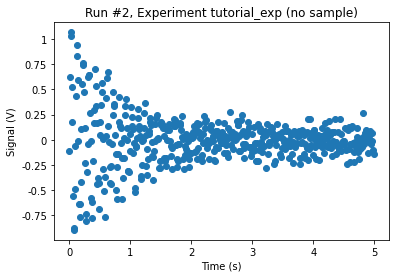 Run #2, Experiment tutorial_exp (no sample)
1
0.75
0.50
0.25
0
-0.25
-0.5
-0.75
Signal (V)
0 1 2 3 4 5
Time (s)